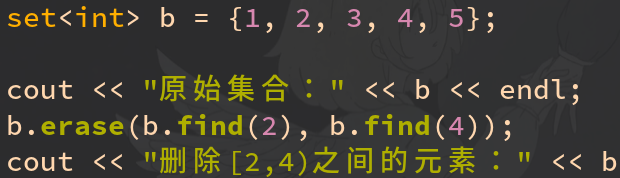 set<int> b = {1, 2, 3, 4, 5};
cout << "原始集合：" << b << endl;
b.erase(b.find(2), b.find(4));
cout << "删除[2,4)之间的元素：" << b